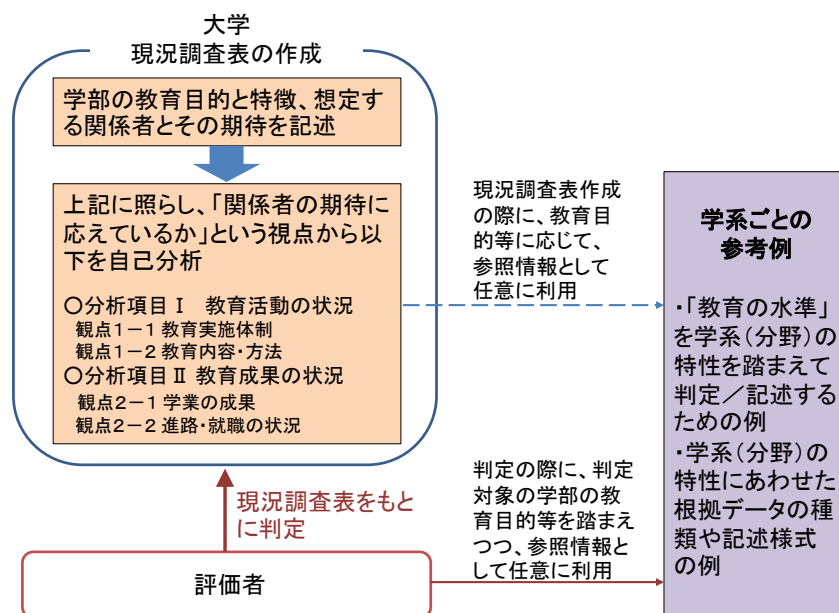 大学
現況調査表の作成
学部の教育目的と特徴、想定す
る関係者とその期待を記述
上記に照らし、「関係者の期待に
応えているか」という視点から以
下を自己分析
○分析項目Ⅰ　教育活動の状況
観点1－1 教育実施体制
観点1－2 教育内容・方法
○分析項目Ⅱ 教育成果の状況
観点2－1 学業の成果
観点2－2 進路・就職の状況
現況調査表作成
の際に、教育目
的等に応じて、
参照情報として
任意に利用
学系ごとの
参考例
・「教育の水準」
を学系（分野）の
特性を踏まえて
判定／記述する
ための例
・学系（分野）の
特性にあわせた
根拠データの種
類や記述様式
の例
現況調査表をもと
に判定
判定の際に、判定
対象の学部の教
育目的等を踏まえ
つつ、参照情報と
して任意に利用
評価者